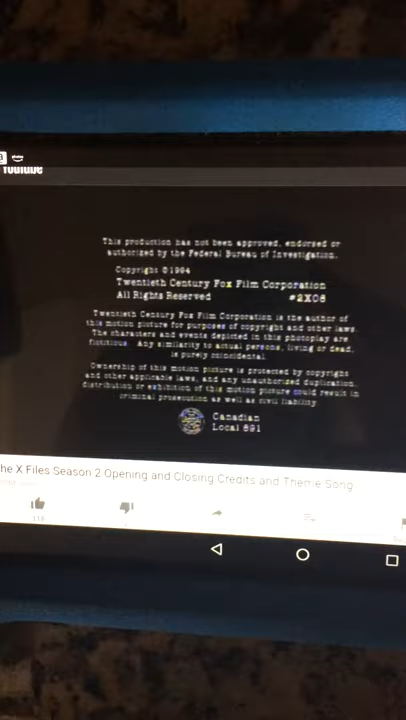 YouTube
This production has not been approved, endorsed or
authorized by the Federal Bureau of Investigation.
Copyright ©1994
Twentieth Century Fox Film Corporation
All Rights Reserved #2X08
Twentieth Century Fox Film Corporation is the author of
this motion picture for purposes of copyright and other laws.
The characters and events depicted in this photoplay are
fictitious. Any similarity to actual persons, living or dead,
is purely coincidental.
Ownership of this motion picture is protected by copyright
and other applicable laws, and any unauthorized duplication,
distribution or exhibition of this motion picture could result in
criminal prosecution as well as civil liability
Canadian
Local 891
he X Files Season 2 Opening and Closing Credits and Theme Song